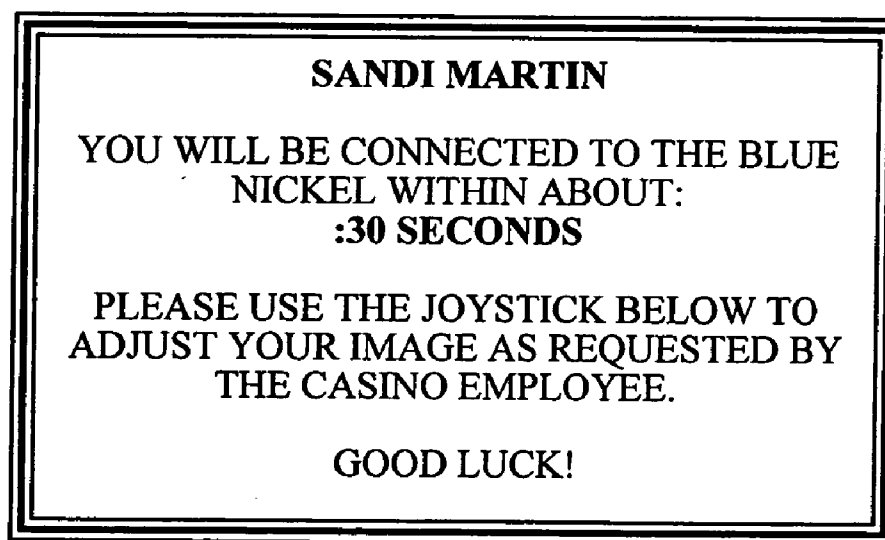 SANDI MARTIN
YOU WILL BE CONNECTED TO THE BLUE
NICKEL WITHIN ABOUT:
:30 SECONDS
PLEASE USE THE JOYSTICK BELOW TO
ADJUST YOUR IMAGE AS REQUESTED BY
THE CASINO EMPLOYEE.
GOOD LUCK!